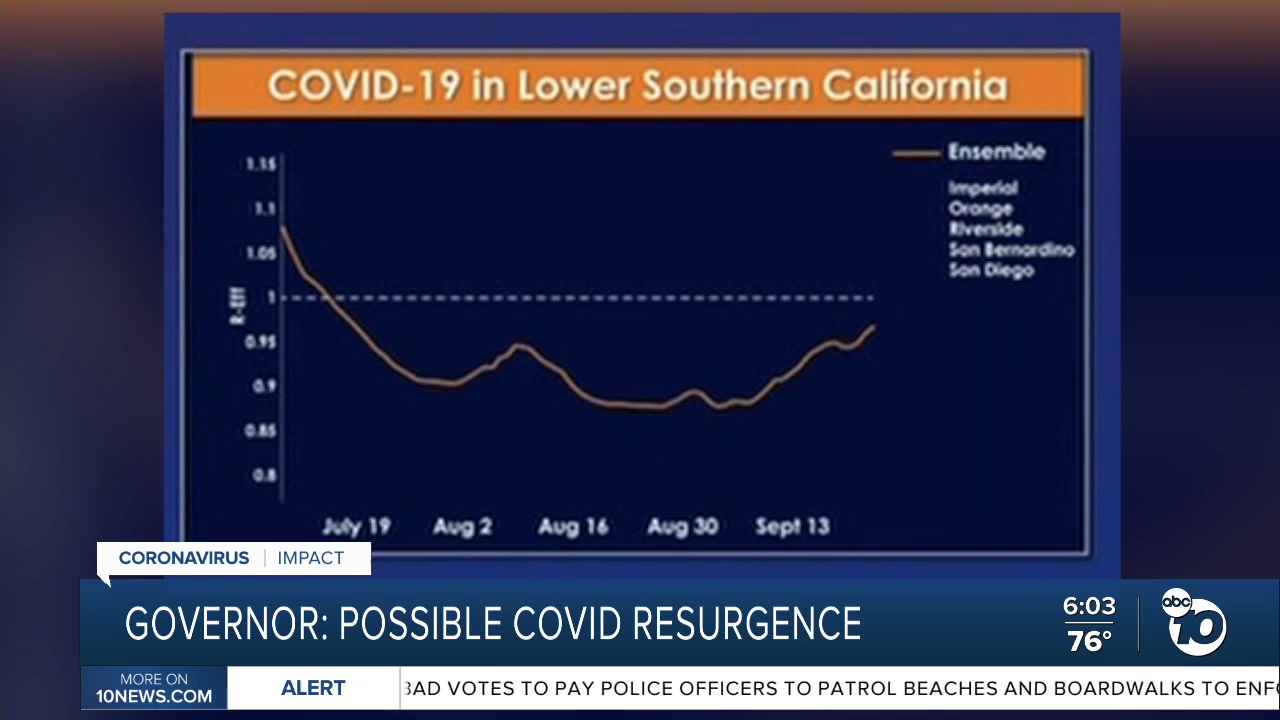 COVID-19 in Lower Southern California
Ensemble
Imperial
Orange
Riverside
San Bernardino
San Diego
R-Eff
1.15
1.1
1.05
1
0.95
0.9
0.85
0.8
July 19 Aug 2 Aug 16 Aug 30 Sept 13
CORONAVIRUS | IMPACT
GOVERNOR: POSSIBLE COVID RESURGENCE
6:03
76°
abc
10
MORE ON
10NEWS.COM
ALERT
VOTES TO PAY POLICE OFFICERS TO PATROL BEACHES AND BOARDWALKS TO